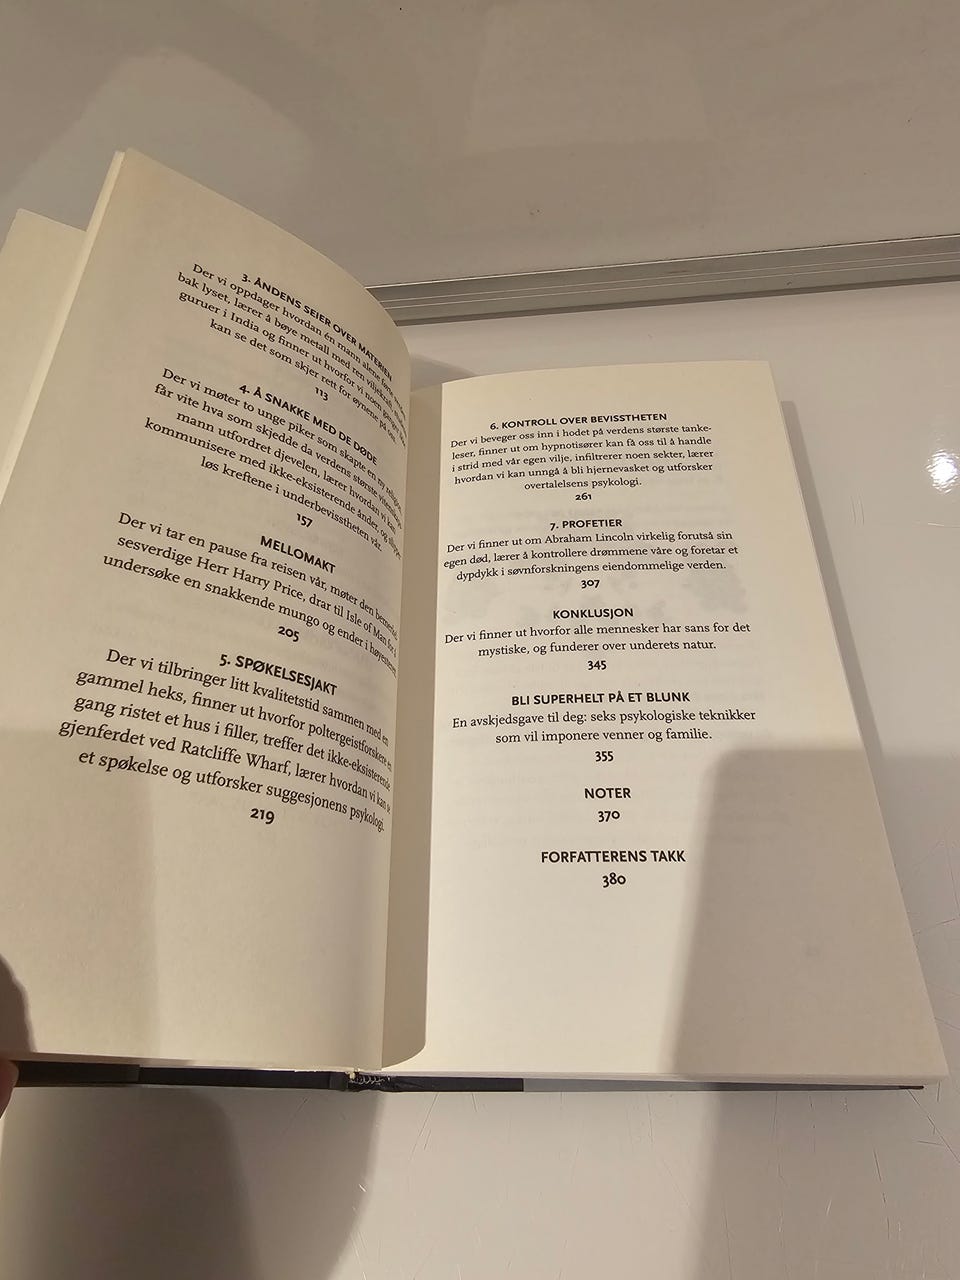 3. ÅNDENS SEIER OVER MATERIEN
Der vi oppdager hvordan én mann alene førte
bak lyset, lærer å bøye metall med ren viljekraft,
guruer i India og finner ut hvorfor vi noen ganger ikke
kan se det som skjer rett for øynene på oss.
113
4. Å SNAKKE MED DE DØDE
Der vi møter to unge piker som skapte en ny religion,
får vite hva som skjedde da verdens største
mann utfordret djevelen, lærer hvordan vi kan
kommunisere med ikke-eksisterende ånder, og slipper
løs kreftene i underbevisstheten vår.
157
MELLOMAKT
Der vi tar en pause fra reisen vår, møter den
sesverdige Herr Harry Price, drar til Isle of Man for å
undersøke en snakkende mungo og ender i høyesterett.
205
5. SPØKELSESJAKT
Der vi tilbringer litt kvalitetstid sammen med en
gammel heks, finner ut hvorfor poltergeistforskere en
gang ristet et hus i filler, treffer det ikke-eksisterende
gjenferdet ved Ratcliffe Wharf, lærer hvordan vi kan se
et spøkelse og utforsker suggesjonens psykologi.
219
6. KONTROLL OVER BEVISSTHETEN
Der vi beveger oss inn i hodet på verdens største tanke-
leser, finner ut om hypnotisører kan få oss til å handle
i strid med vår egen vilje, infiltrerer noen sekter, lærer
hvordan vi kan unngå å bli hjernevasket og utforsker
overtalelsens psykologi.
261
7. PROFETIER
Der vi finner ut om Abraham Lincoln virkelig forutså sin
egen død, lærer å kontrollere drømmene våre og foretar et
dypdykk i søvnforskningens eiendommelige verden.
307
KONKLUSJON
Der vi finner ut hvorfor alle mennesker har sans for det
mystiske, og funderer over underets natur.
345
BLI SUPERHELT PÅ ET BLUNK
En avskjedsgave til deg: seks psykologiske teknikker
som vil imponere venner og familie.
355
NOTER
370
FORFATTERENS TAKK
380